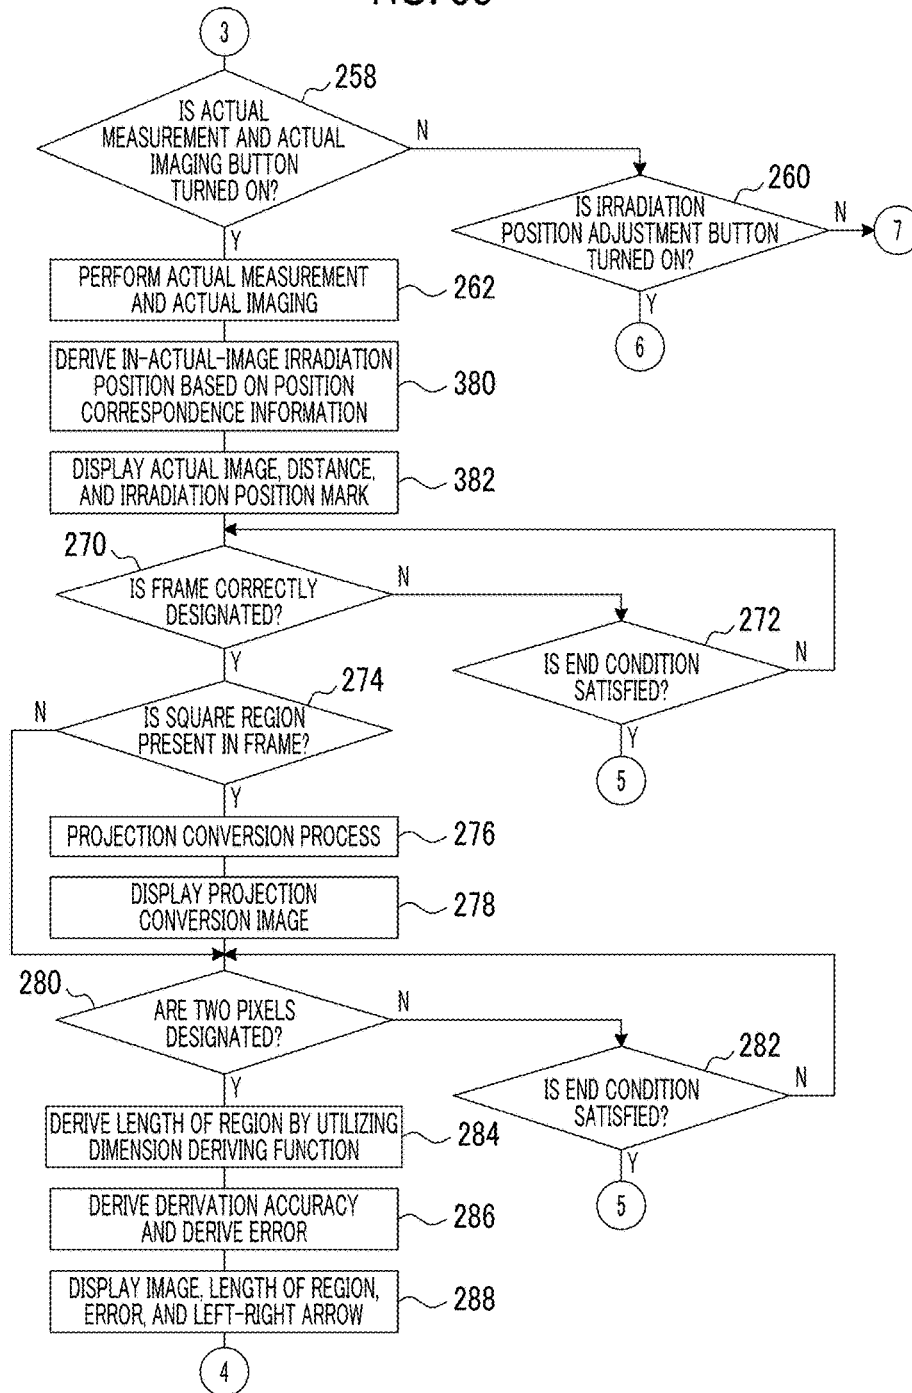 3
258
IS ACTUAL
MEASUREMENT AND ACTUAL
IMAGING BUTTON
TURNED ON?
N
Y
260
IS IRRADIATION
POSITION ADJUSTMENT BUTTON
TURNED ON?
N
7
Y
6
PERFORM ACTUAL MEASUREMENT
AND ACTUAL IMAGING
262
DERIVE IN-ACTUAL-IMAGE IRRADIATION
POSITION BASED ON POSITION
CORRESPONDENCE INFORMATION
380
DISPLAY ACTUAL IMAGE, DISTANCE,
AND IRRADIATION POSITION MARK
382
270
IS FRAME CORRECTLY
DESIGNATED?
N
Y
272
IS END CONDITION
SATISFIED?
N
Y
5
274
IS SQUARE REGION
PRESENT IN FRAME?
N
Y
PROJECTION CONVERSION PROCESS
276
DISPLAY PROJECTION
CONVERSION IMAGE
278
280
ARE TWO PIXELS
DESIGNATED?
N
Y
282
IS END CONDITION
SATISFIED?
N
Y
5
DERIVE LENGTH OF REGION BY UTILIZING
DIMENSION DERIVING FUNCTION
284
DERIVE DERIVATION ACCURACY
AND DERIVE ERROR
286
DISPLAY IMAGE, LENGTH OF REGION,
ERROR, AND LEFT-RIGHT ARROW
288
4